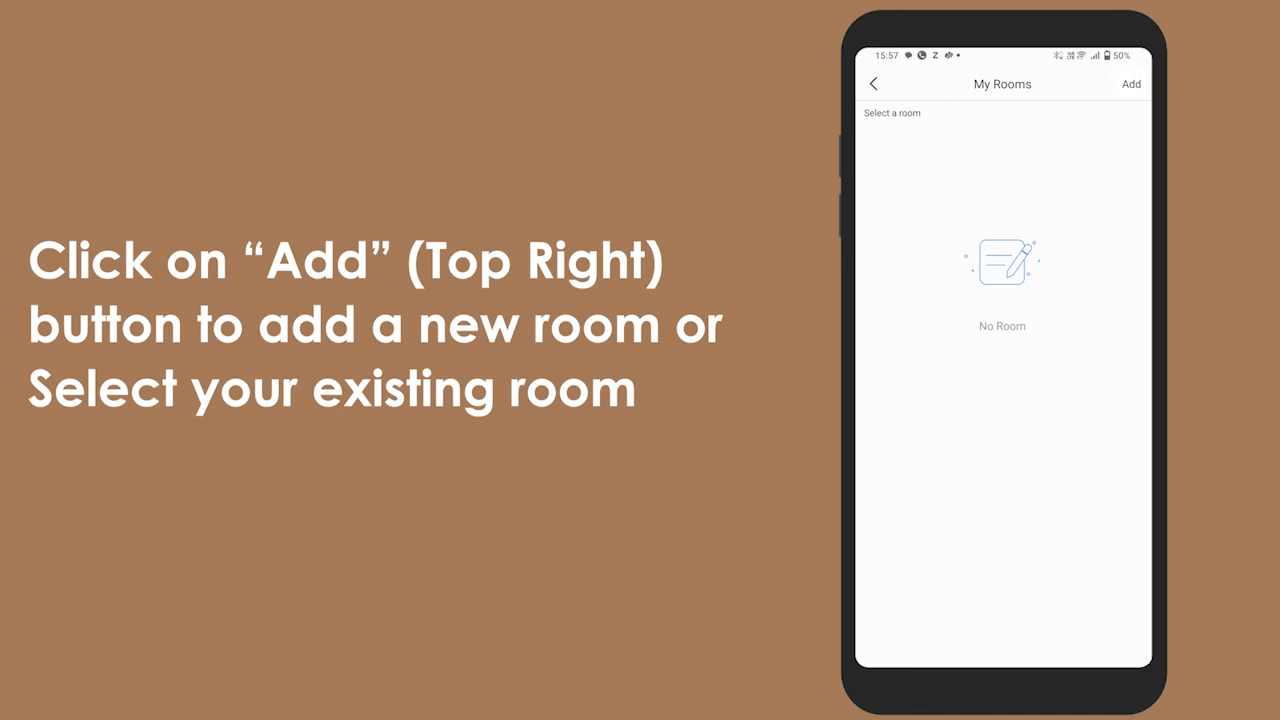 Click on “Add” (Top Right)
button to add a new room or
Select your existing room
15:57
50%
My Rooms
Add
Select a room
No Room